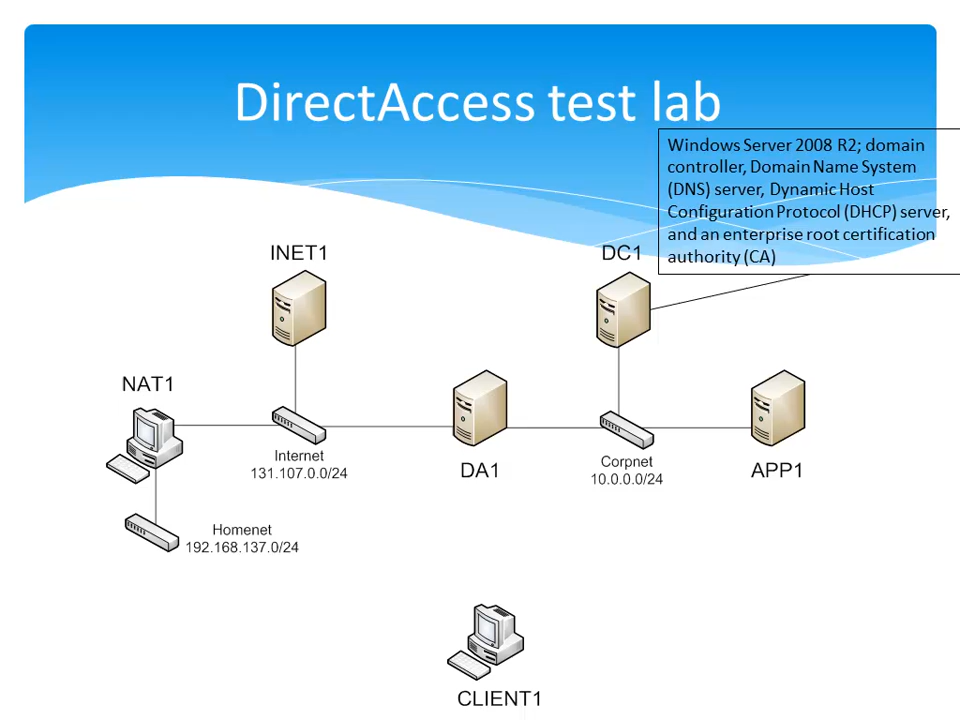 DirectAccess test lab
Windows Server 2008 R2; domain
controller, Domain Name System
(DNS) server, Dynamic Host
Configuration Protocol (DHCP) server,
and an enterprise root certification
authority (CA)
INET1
DC1
NAT1
Internet
131.107.0.0/24
DA1
Corpnet
10.0.0.0/24
APP1
Homenet
192.168.137.0/24
CLIENT1